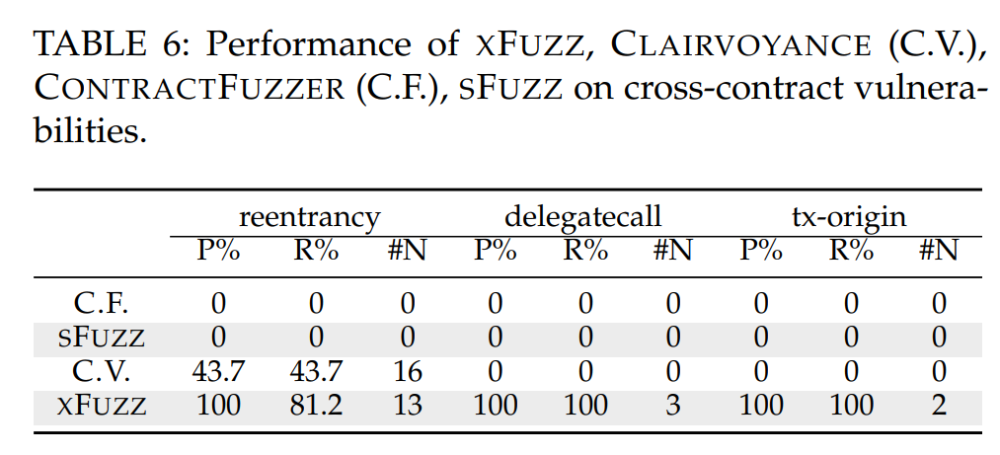 TABLE 6: Performance of XFUZZ, CLAIRVOYANCE (C.V.),
CONTRACTFUZZER (C.F.), SFUZZ on cross-contract vulnera-
bilities.
reentrancy delegatecall tx-origin
P% R% #N P% R% #N P% R% #N
C.F. 0 0 0 0 0 0 0 0 0
SFUZZ 0 0 0 0 0 0 0 0 0
C.V. 43.7 43.7 16 0 0 0 0 0 0
XFUZZ 100 81.2 13 100 100 3 100 100 2